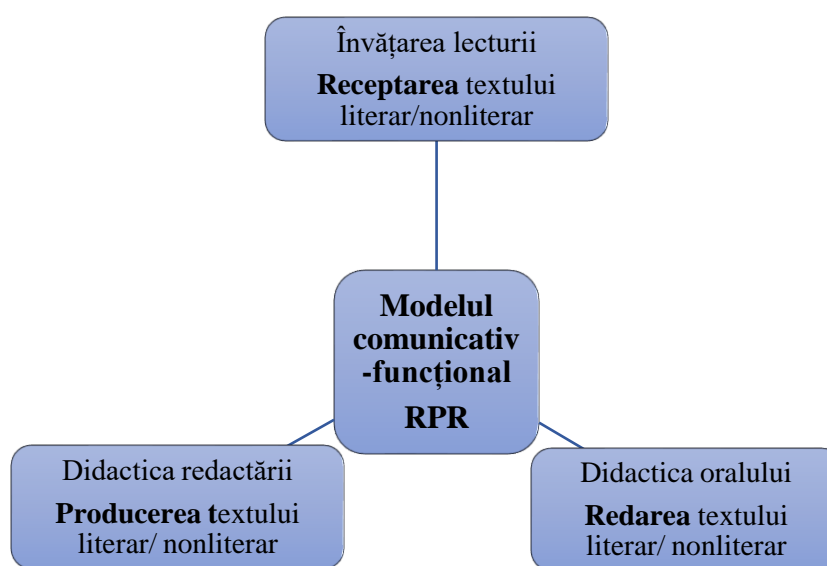 Învățarea lecturii
Receptarea textului
literar/nonliterar
Modelul
comunicativ
-funcțional
RPR
Didactica redactării
Producerea textului
literar/ nonliterar
Didactica oralului
Redarea textului
literar/ nonliterar